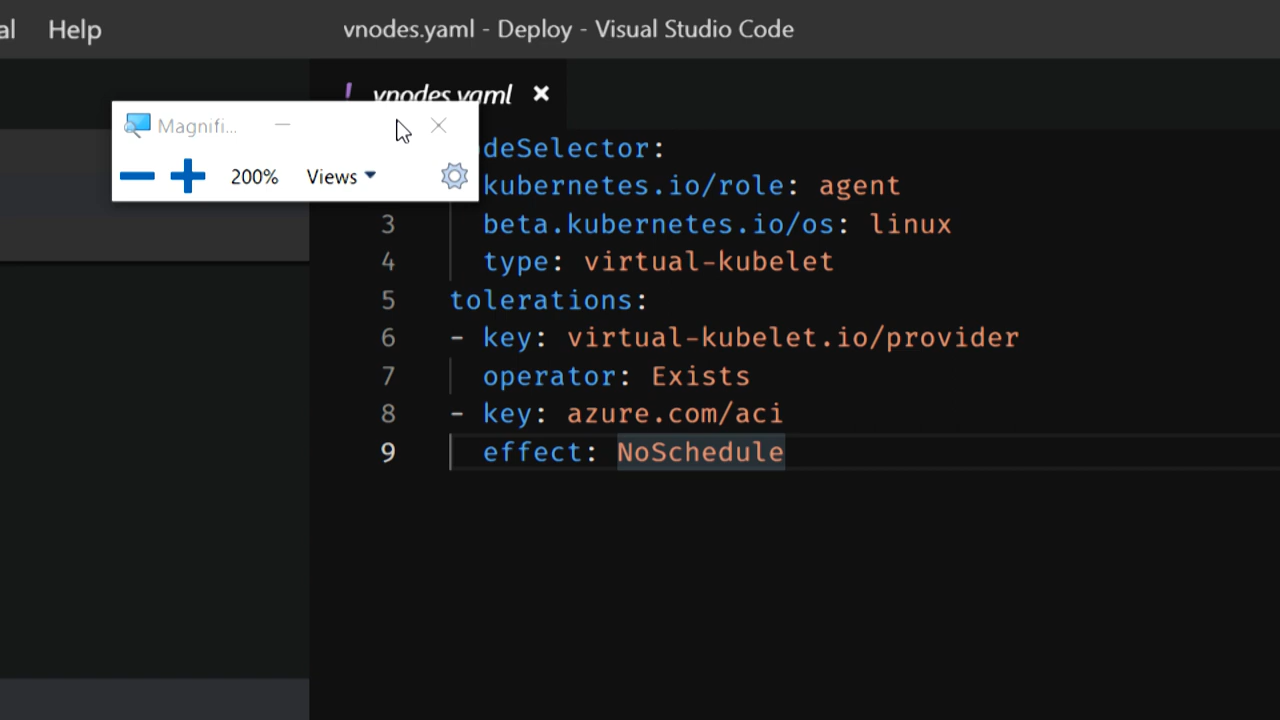 al Help vnodes.yaml - Deploy - Visual Studio Code
! vnodes.yaml ×
Magnifi...
200% Views
deSelector:
kubernetes.io/role: agent
3 beta.kubernetes.io/os: linux
4 type: virtual-kubelet
5 tolerations:
6 - key: virtual-kubelet.io/provider
7 operator: Exists
8 - key: azure.com/aci
9 effect: NoSchedule